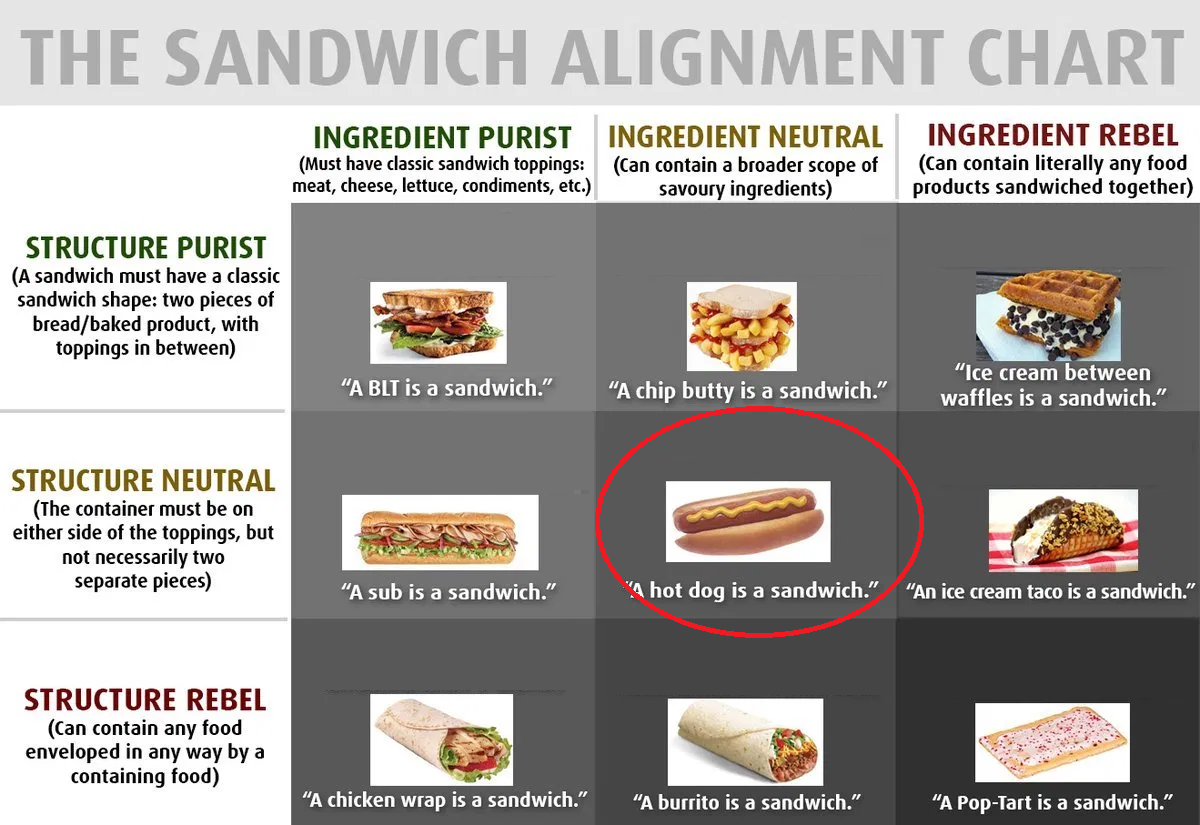 THE SANDWICH ALIGNMENT CHART
INGREDIENT PURIST
(Must have classic sandwich toppings:
meat, cheese, lettuce, condiments, etc.)
INGREDIENT NEUTRAL
(Can contain a broader scope of
savoury ingredients)
INGREDIENT REBEL
(Can contain literally any food
products sandwiched together)
STRUCTURE PURIST
(A sandwich must have a classic
sandwich shape: two pieces of
bread/baked product, with
toppings in between)
“A BLT is a sandwich.”
“A chip butty is a sandwich.”
“Ice cream between
waffles is a sandwich.”
STRUCTURE NEUTRAL
(The container must be on
either side of the toppings, but
not necessarily two
separate pieces)
“A sub is a sandwich.”
“A hot dog is a sandwich.”
“An ice cream taco is a sandwich.”
STRUCTURE REBEL
(Can contain any food
enveloped in any way by a
containing food)
“A chicken wrap is a sandwich.”
“A burrito is a sandwich.”
“A Pop-Tart is a sandwich.”